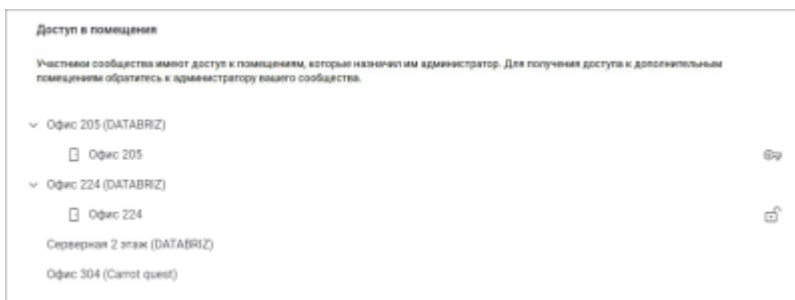 Доступ в помещения
Участники сообщества имеют доступ к помещениям, которые назначил им администратор. Для получения доступа к дополнительным
помещениям обратитесь к администратору вашего сообщества.
Офис 205 (DATABRIZ)
Офис 205
Офис 224 (DATABRIZ)
Офис 224
Серверная 2 этаж (DATABRIZ)
Офис 304 (Carrot quest)